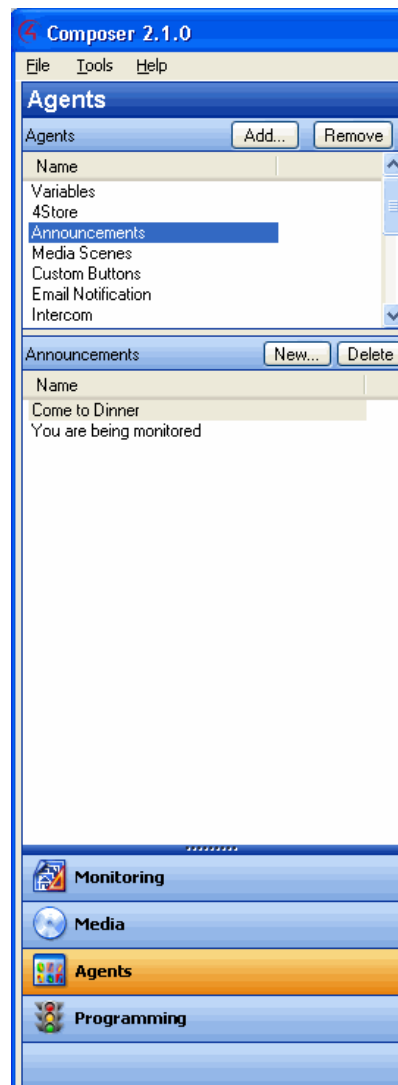 Composer 2.1.0
File Tools Help
Agents
Agents Add... Remove
Name
Variables
4Store
Announcements
Media Scenes
Custom Buttons
Email Notification
Intercom
Announcements New... Delete
Name
Come to Dinner
You are being monitored
Monitoring
Media
Agents
Programming